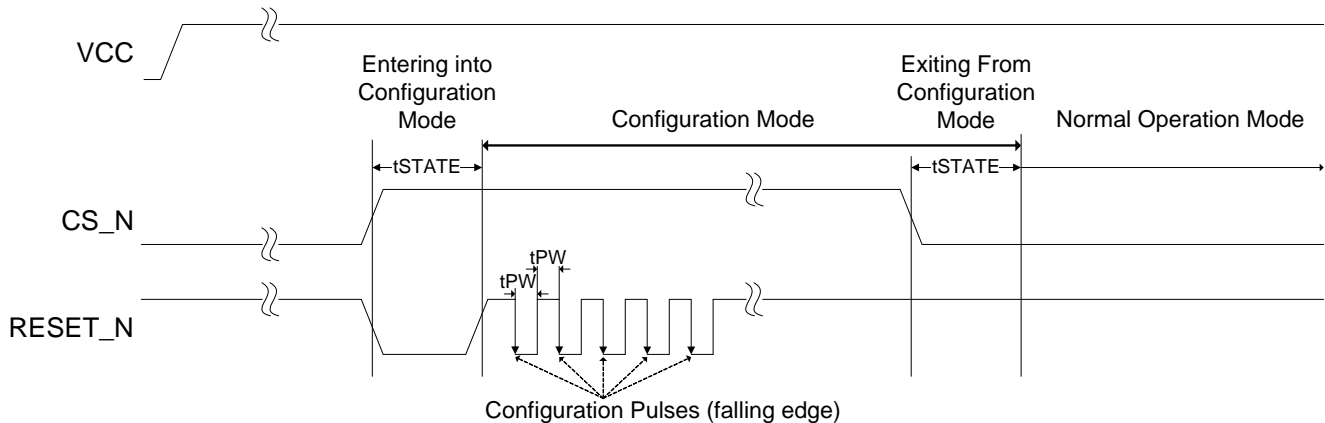 VCC
Entering into
Configuration
Mode
Configuration Mode
Exiting From
Configuration
Mode
Normal Operation Mode
tSTATE
tSTATE
CS_N
tPW
tPW
RESET_N
Configuration Pulses (falling edge)